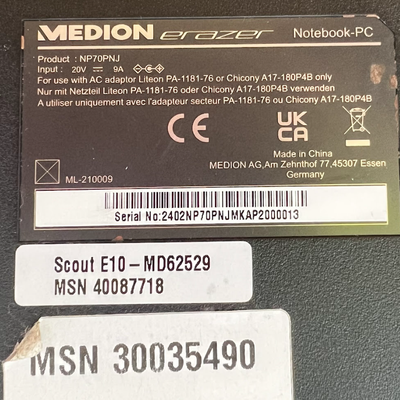 MEDION erazer Notebook-PC
Product : NP70PNJ
Input : 20V ⎓ 9A
For use with AC adaptor Liteon PA-1181-76 or Chicony A17-180P4B only
Nur mit Netzteil Liteon PA-1181-76 oder Chicony A17-180P4B verwenden
A utiliser uniquement avec l'adaptateur secteur PA-1181-76 ou Chicony A17-180P4B
CE UK CA
Made in China
MEDION AG,Am Zehnthof 77,45307 Essen
Germany
ML-210009
Serial No:2402NP70PNJMKAP2000013
Scout E10 – MD62529
MSN 40087718
MSN 30035490